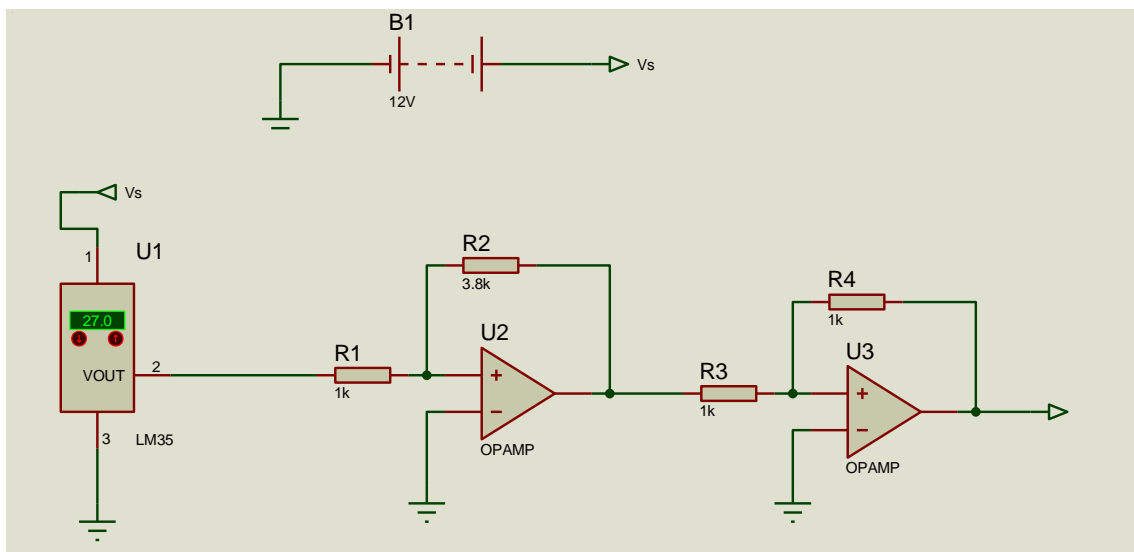 B1
12V
Vs
Vs
1
U1
27.0
VOUT
2
3
LM35
R1
1k
R2
3.8k
U2
+
−
OPAMP
R3
1k
R4
1k
U3
+
−
OPAMP